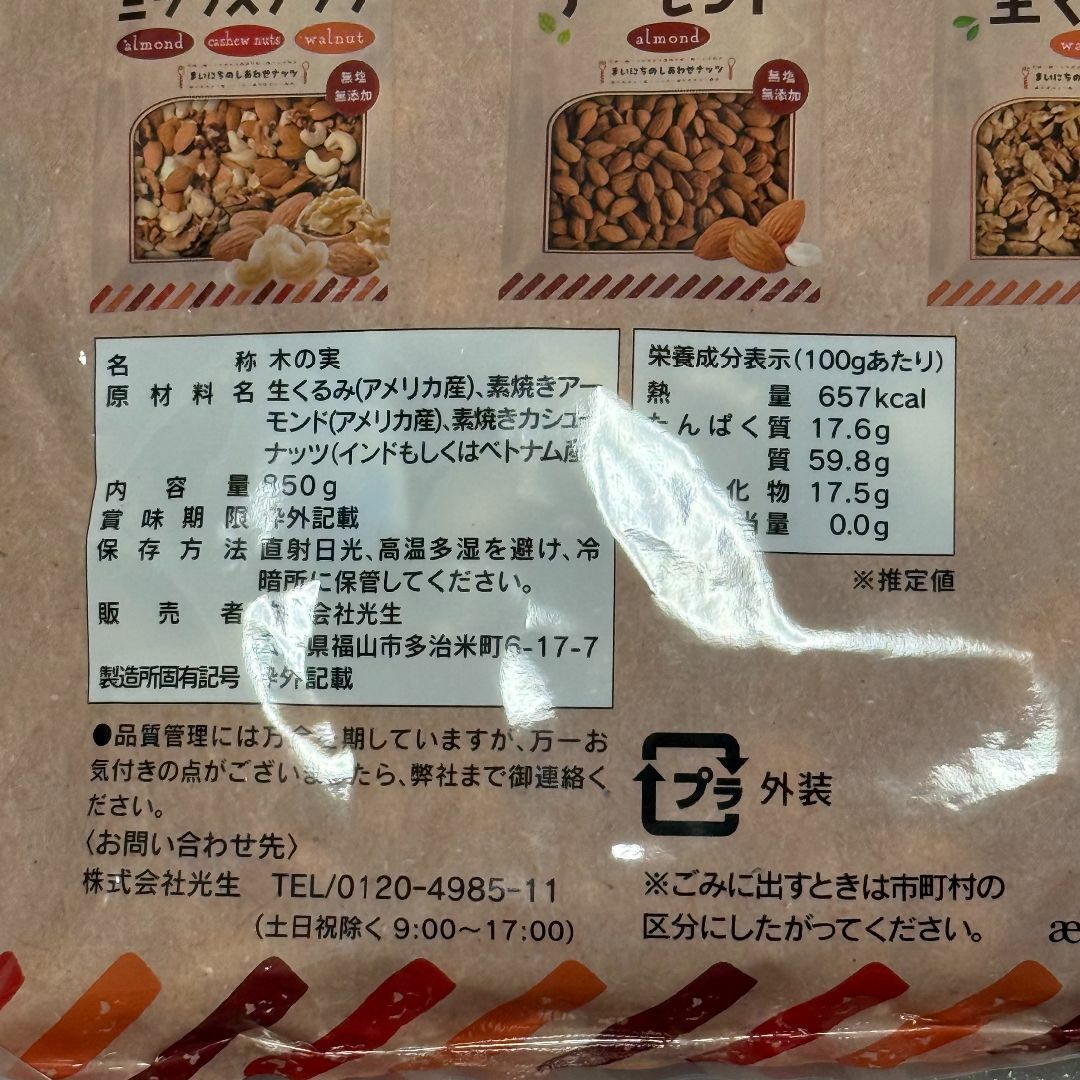 ミックスナッツ
アーモンド
almond
cashew nuts
walnut
まいにちのしあわせナッツ
無塩
無添加
almond
まいにちのしあわせナッツ
無塩
無添加
名称 木の実
原材料名 生くるみ(アメリカ産)、素焼きアー
モンド(アメリカ産)、素焼きカシュー
ナッツ(インドもしくはベトナム産
内容量 850g
賞味期限 枠外記載
保存方法 直射日光、高温多湿を避け、冷
暗所に保管してください。
販売者 会社光生
県福山市多治米町6-17-7
製造所固有記号 枠外記載
栄養成分表示(100gあたり)
熱量 657kcal
たんぱく質 17.6g
質 59.8g
化物 17.5g
当量 0.0g
※推定値
●品質管理には万全を期していますが、万一お
気付きの点がございましたら、弊社まで御連絡く
ださい。
〈お問い合わせ先〉
株式会社光生 TEL/0120-4985-11
(土日祝除く 9:00〜17:00)
プラ 外装
※ごみに出すときは市町村の
区分にしたがってください。